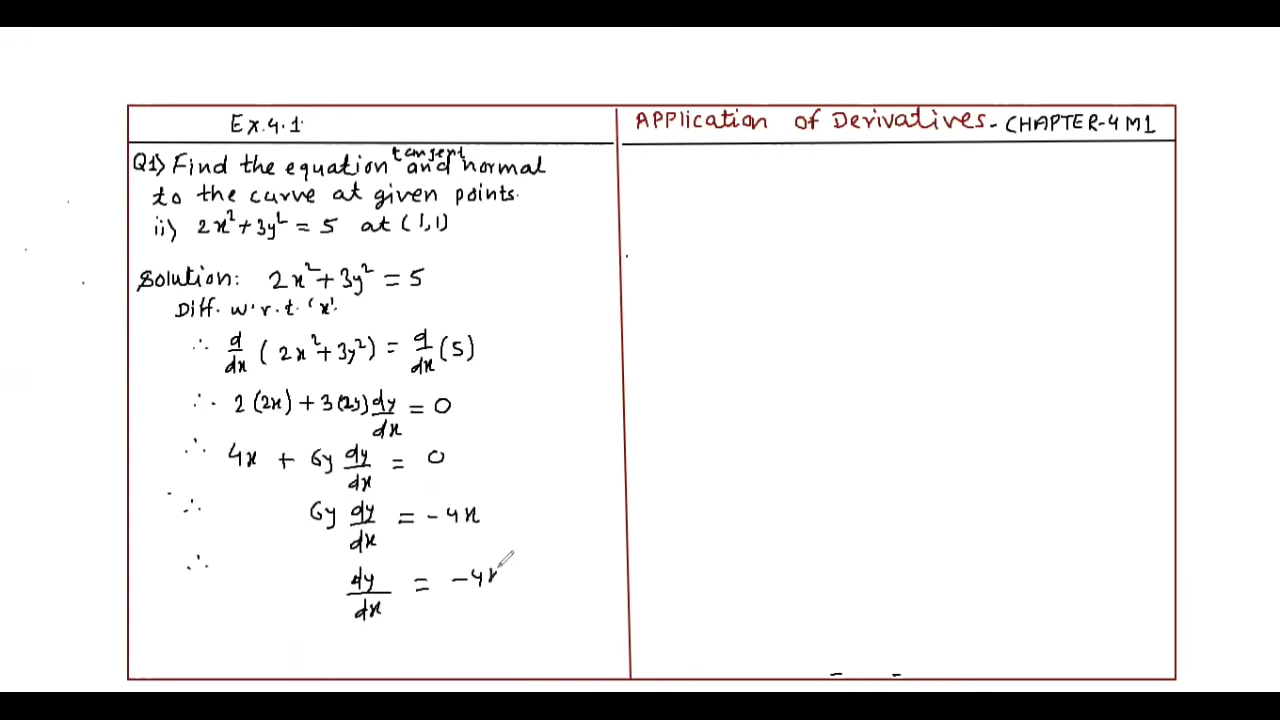 Ex.4.1
APPlication of Derivatives - CHAPTER-4 M1
Q1) Find the equation tangent and normal
to the curve at given points.
ii) 2x² + 3y² = 5 at (1,1)
Solution: 2x² + 3y² = 5
Diff. w.r.t. 'x'.
∴ d/dx (2x² + 3y²) = d/dx (5)
∴ 2(2x) + 3(2y) dy/dx = 0
∴ 4x + 6y dy/dx = 0
∴ 6y dy/dx = -4x
∴ dy/dx = -4x